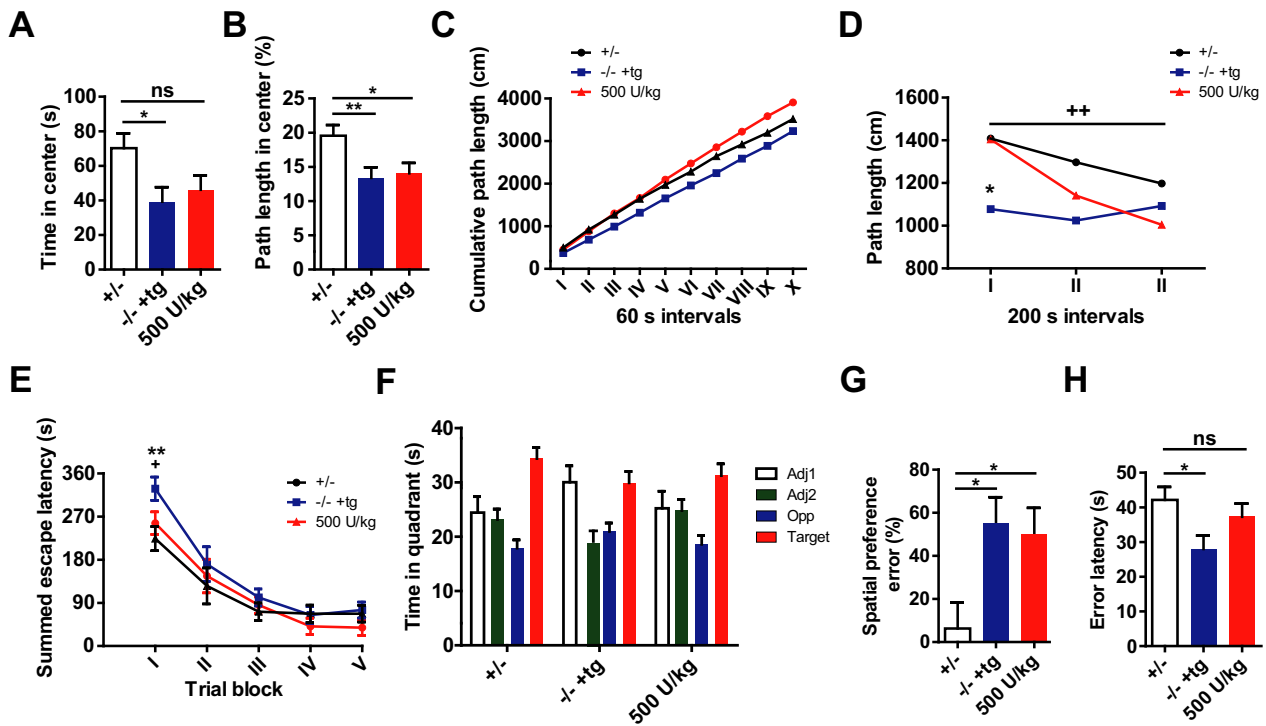 A
Time in center (s)
100
80
60
40
20
0
ns
*
+/-
-/- +tg
500 U/kg
B
Path length in center (%)
25
20
15
10
5
0
*
**
+/-
-/- +tg
500 U/kg
C
+/-
-/- +tg
500 U/kg
Cumulative path length (cm)
4000
3000
2000
1000
0
I II III IV V VI VII VIII IX X
60 s intervals
D
+/-
-/- +tg
500 U/kg
Path length (cm)
1600
1400
1200
1000
800
++
*
I II II
200 s intervals
E
Summed escape latency (s)
360
270
180
90
0
**
+
+/-
-/- +tg
500 U/kg
I II III IV V
Trial block
F
Time in quadrant (s)
40
30
20
10
0
Adj1
Adj2
Opp
Target
+/-
-/- +tg
500 U/kg
G
Spatial preference
error (%)
80
60
40
20
0
*
*
+/-
-/- +tg
500 U/kg
H
Error latency (s)
50
40
30
20
10
0
ns
*
+/-
-/- +tg
500 U/kg